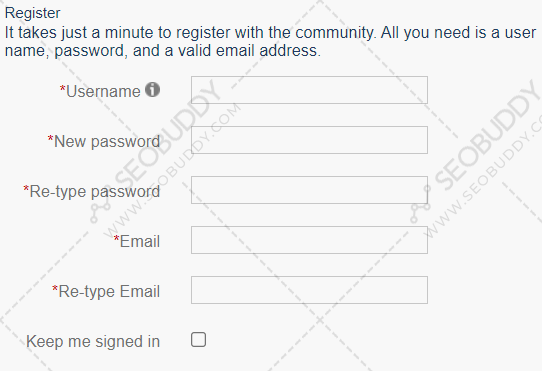 Register
It takes just a minute to register with the community. All you need is a user
name, password, and a valid email address.
*Username
*New password
*Re-type password
*Email
*Re-type Email
Keep me signed in
SEOBUDDY
WWW.SEOBUDDY.COM
SEOBUDDY
WWW.SEOBUDDY.CO